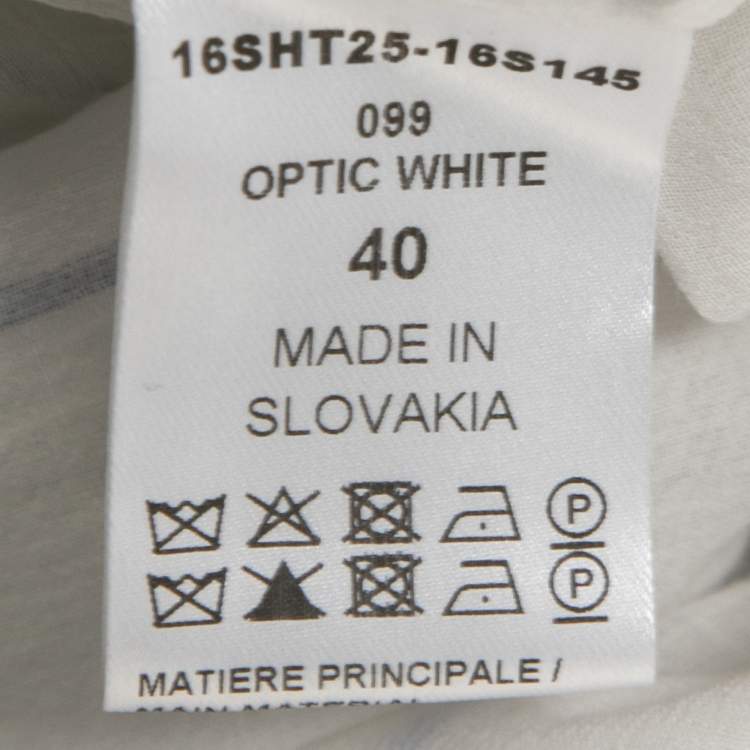 16SHT25-16S145
099
OPTIC WHITE
40
MADE IN
SLOVAKIA
P
P
MATIERE PRINCIPALE /